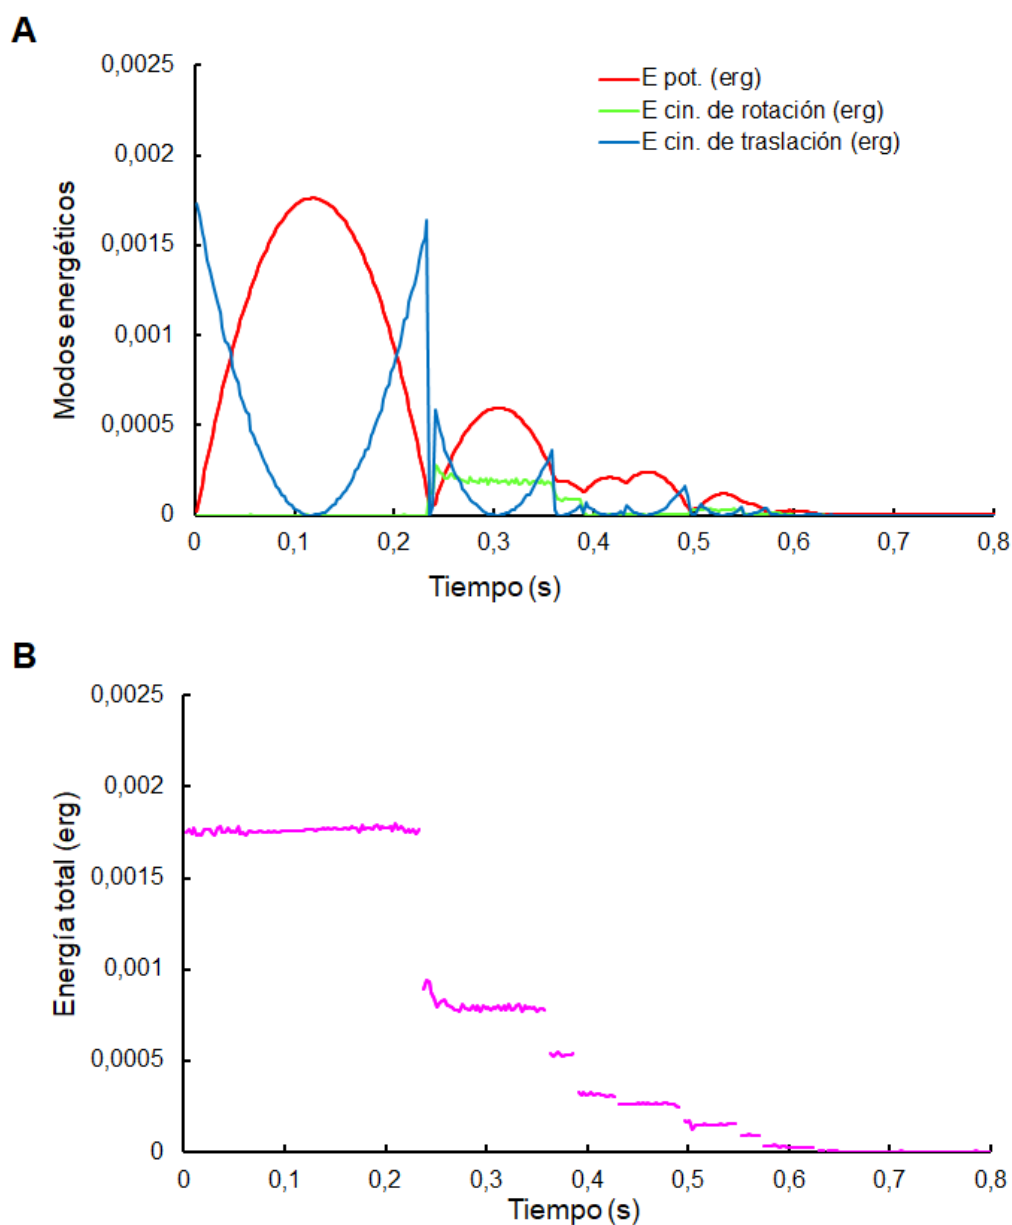 A
0,0025
0,002
0,0015
0,001
0,0005
0
Modos energéticos
E pot. (erg)
E cin. de rotación (erg)
E cin. de traslación (erg)
0 0,1 0,2 0,3 0,4 0,5 0,6 0,7 0,8
Tiempo (s)
B
0,0025
0,002
0,0015
0,001
0,0005
0
Energía total (erg)
0 0,1 0,2 0,3 0,4 0,5 0,6 0,7 0,8
Tiempo (s)